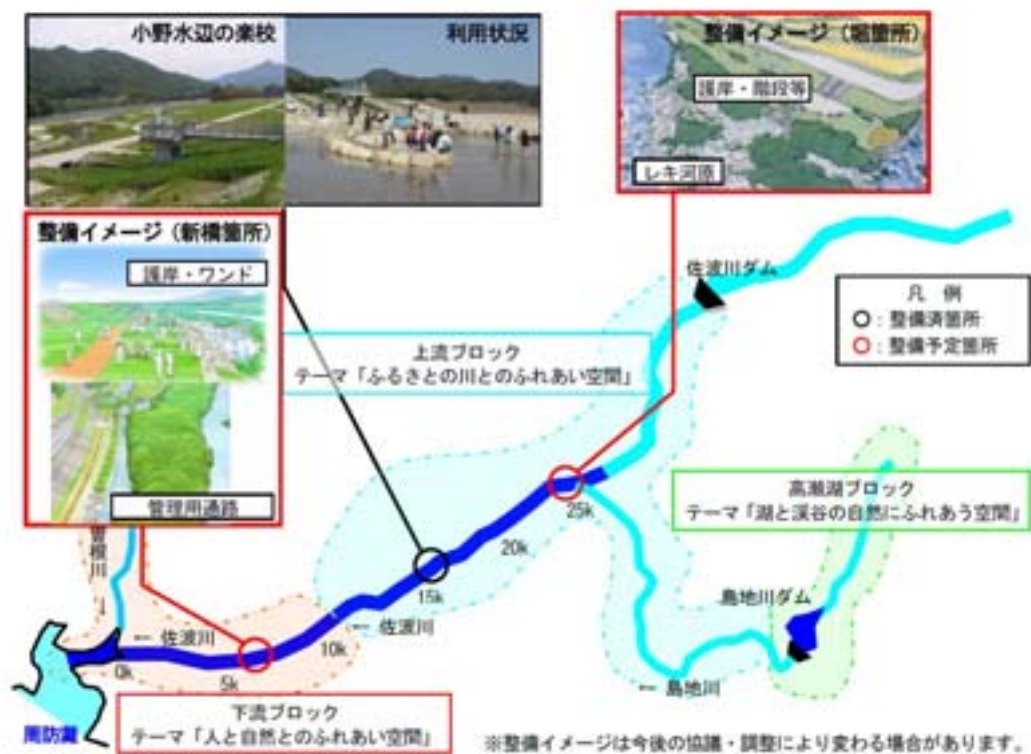 小野水辺の楽校
利用状況
整備イメージ（堀箇所）
護岸・階段等
レキ河原
整備イメージ（新橋箇所）
護岸・ワンド
管理用通路
佐波川ダム
凡 例
○：整備済箇所
○：整備予定箇所
上流ブロック
テーマ「ふるさとの川とのふれあい空間」
高瀬湖ブロック
テーマ「湖と渓谷の自然にふれあう空間」
25k
20k
15k
島地川ダム
曽根川
→
← 佐波川
← 佐波川
10k
0k
5k
← 島地川
下流ブロック
テーマ「人と自然とのふれあい空間」
周防灘
※整備イメージは今後の協議・調整により変わる場合があります。